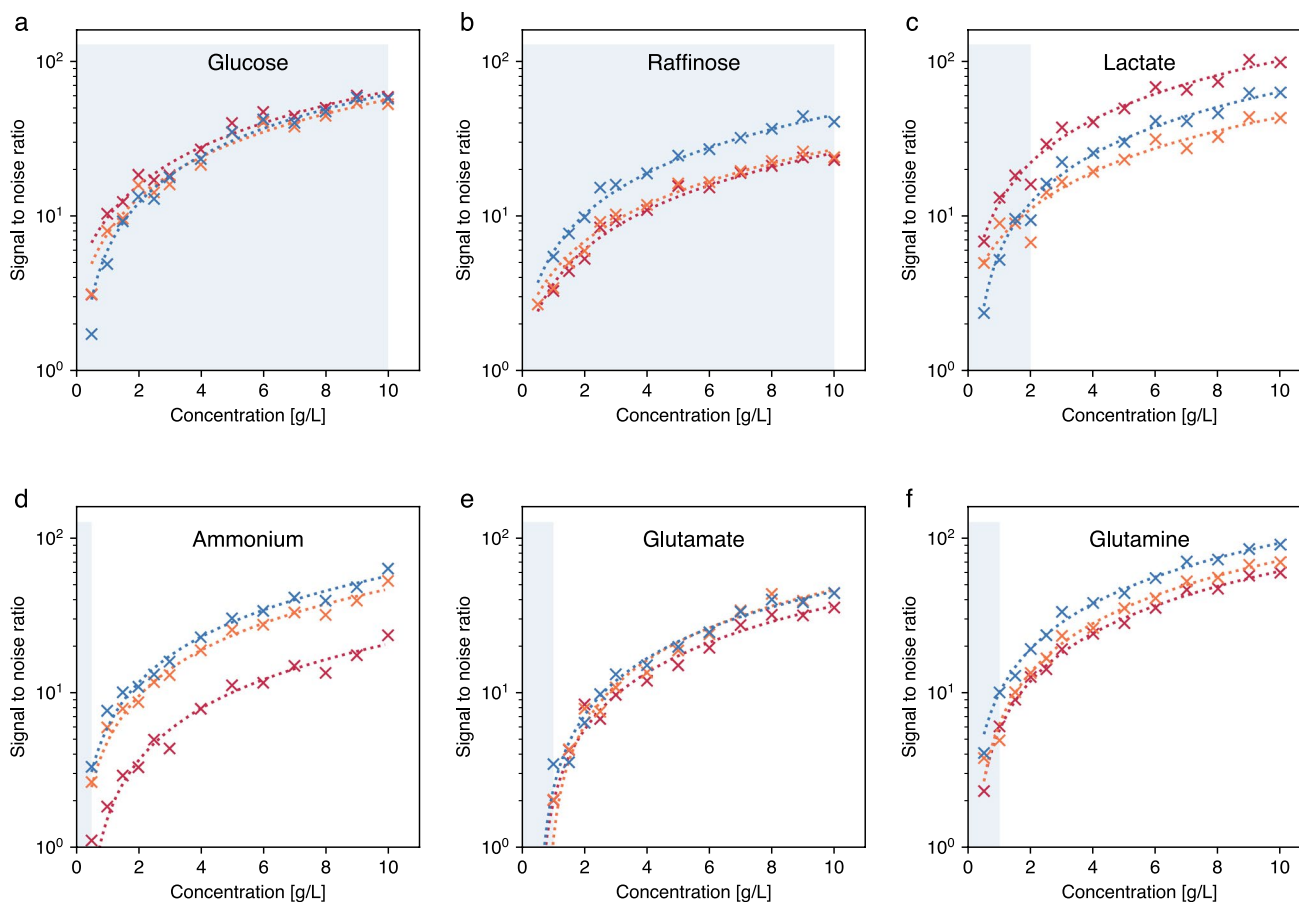 a
Glucose
Signal to noise ratio
10²
10¹
10⁰
0 2 4 6 8 10
Concentration [g/L]
b
Raffinose
Signal to noise ratio
10²
10¹
10⁰
0 2 4 6 8 10
Concentration [g/L]
c
Lactate
Signal to noise ratio
10²
10¹
10⁰
0 2 4 6 8 10
Concentration [g/L]
d
Ammonium
Signal to noise ratio
10²
10¹
10⁰
0 2 4 6 8 10
Concentration [g/L]
e
Glutamate
Signal to noise ratio
10²
10¹
10⁰
0 2 4 6 8 10
Concentration [g/L]
f
Glutamine
Signal to noise ratio
10²
10¹
10⁰
0 2 4 6 8 10
Concentration [g/L]